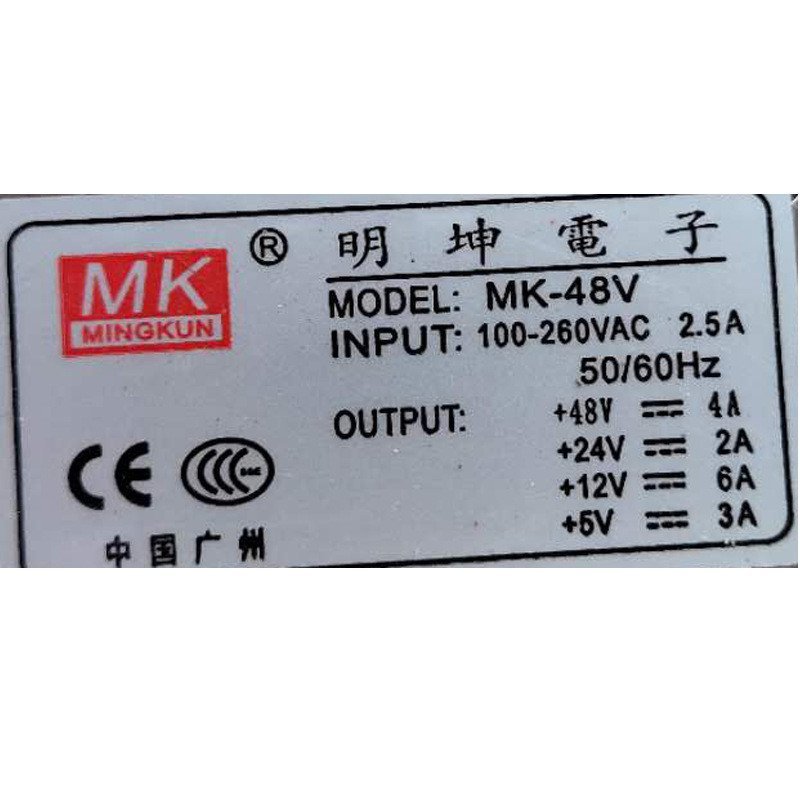 MK
MINGKUN
® 明坤電子
MODEL: MK-48V
INPUT: 100-260VAC 2.5A
50/60Hz
OUTPUT: +48V ⎓ 4A
+24V ⎓ 2A
+12V ⎓ 6A
+5V ⎓ 3A
CE
中国广州